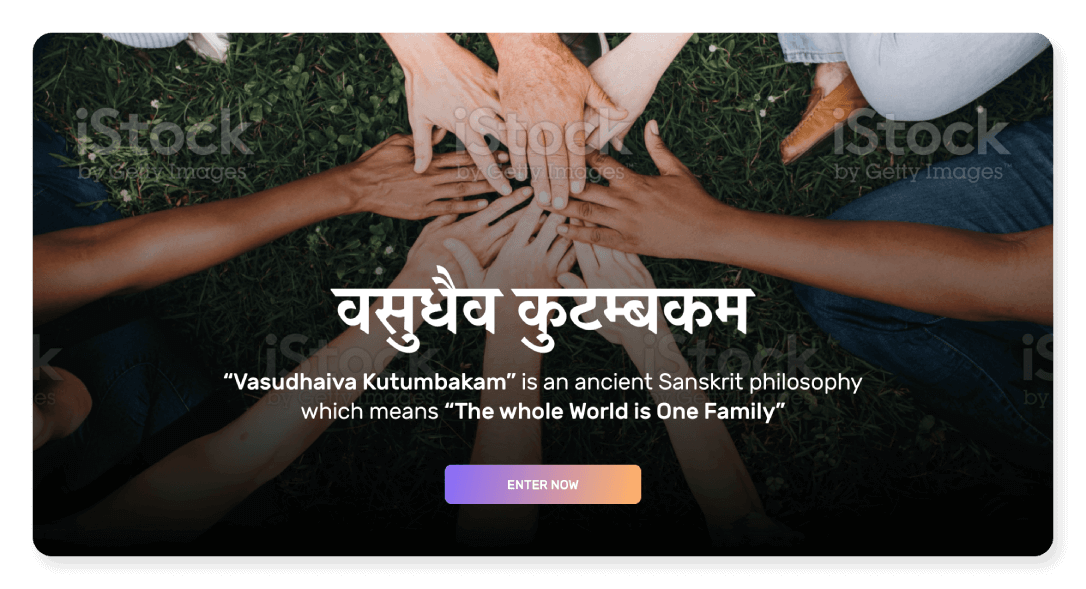 iStock iStock iStock
by Getty Images by Getty Images by Getty Images
वसुधैव कुटम्बकम
iStock iStock
“Vasudhaiva Kutumbakam” is an ancient Sanskrit philosophy
which means “The whole World is One Family”
ENTER NOW